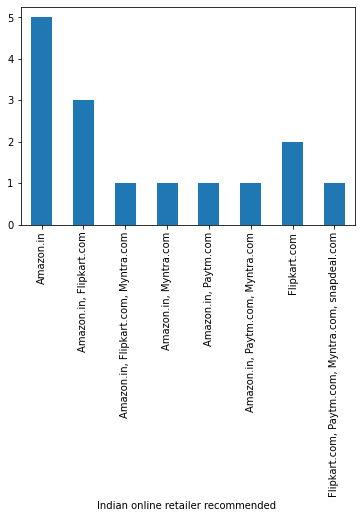 5
4
3
2
1
0
Amazon.in
Amazon.in, Flipkart.com
Amazon.in, Flipkart.com, Myntra.com
Amazon.in, Myntra.com
Amazon.in, Paytm.com
Amazon.in, Paytm.com, Myntra.com
Flipkart.com
Flipkart.com, Paytm.com, Myntra.com, snapdeal.com
Indian online retailer recommended